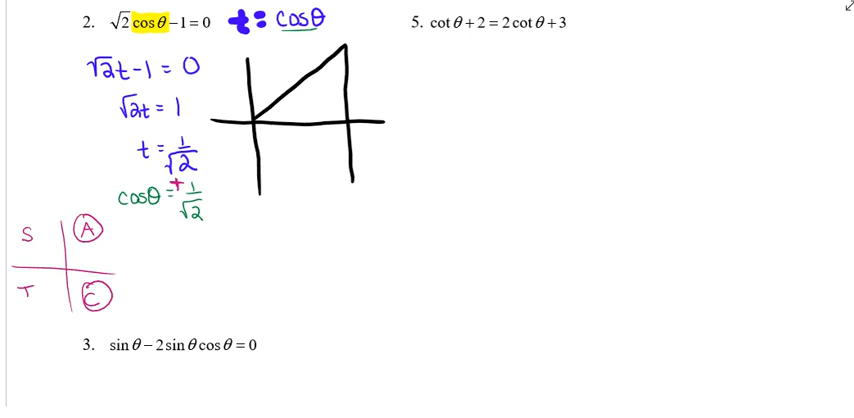 2. √2 cos θ − 1 = 0 t = cosθ
√2t − 1 = 0
√2t = 1
t = 1/√2
cosθ = + 1/√2
S A
T C
3. sin θ − 2 sin θ cos θ = 0
5. cot θ + 2 = 2 cot θ + 3